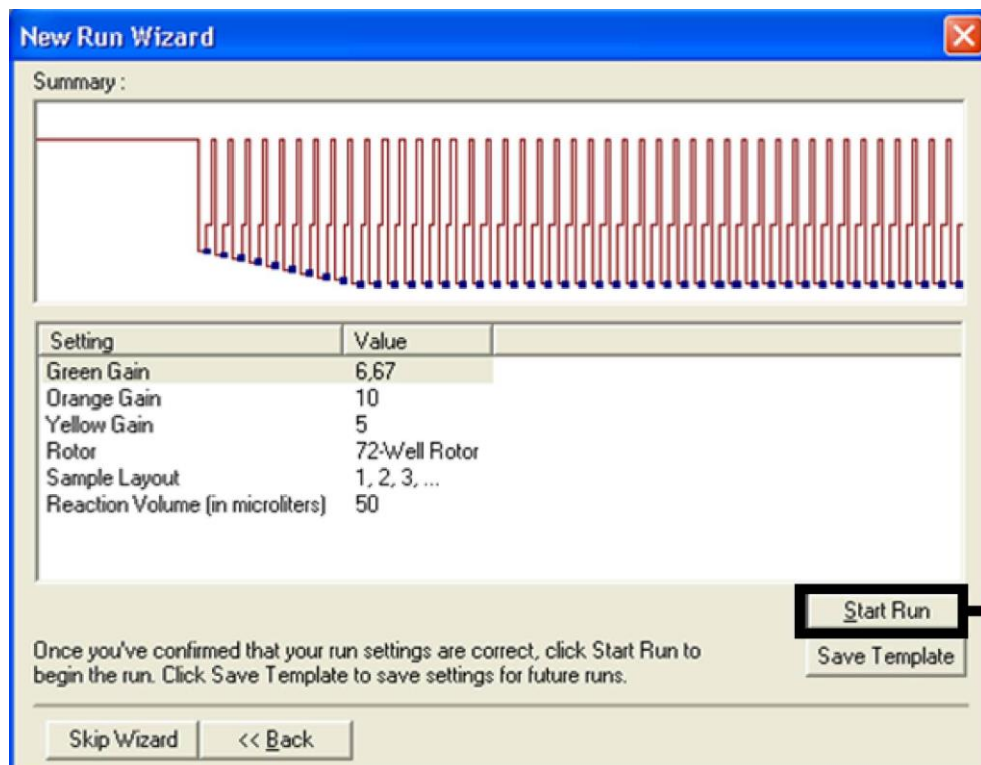 New Run Wizard
Summary :
Setting Value
Green Gain 6,67
Orange Gain 10
Yellow Gain 5
Rotor 72-Well Rotor
Sample Layout 1, 2, 3, ...
Reaction Volume (in microliters) 50
Start Run
Once you've confirmed that your run settings are correct, click Start Run to
begin the run. Click Save Template to save settings for future runs.
Save Template
Skip Wizard << Back